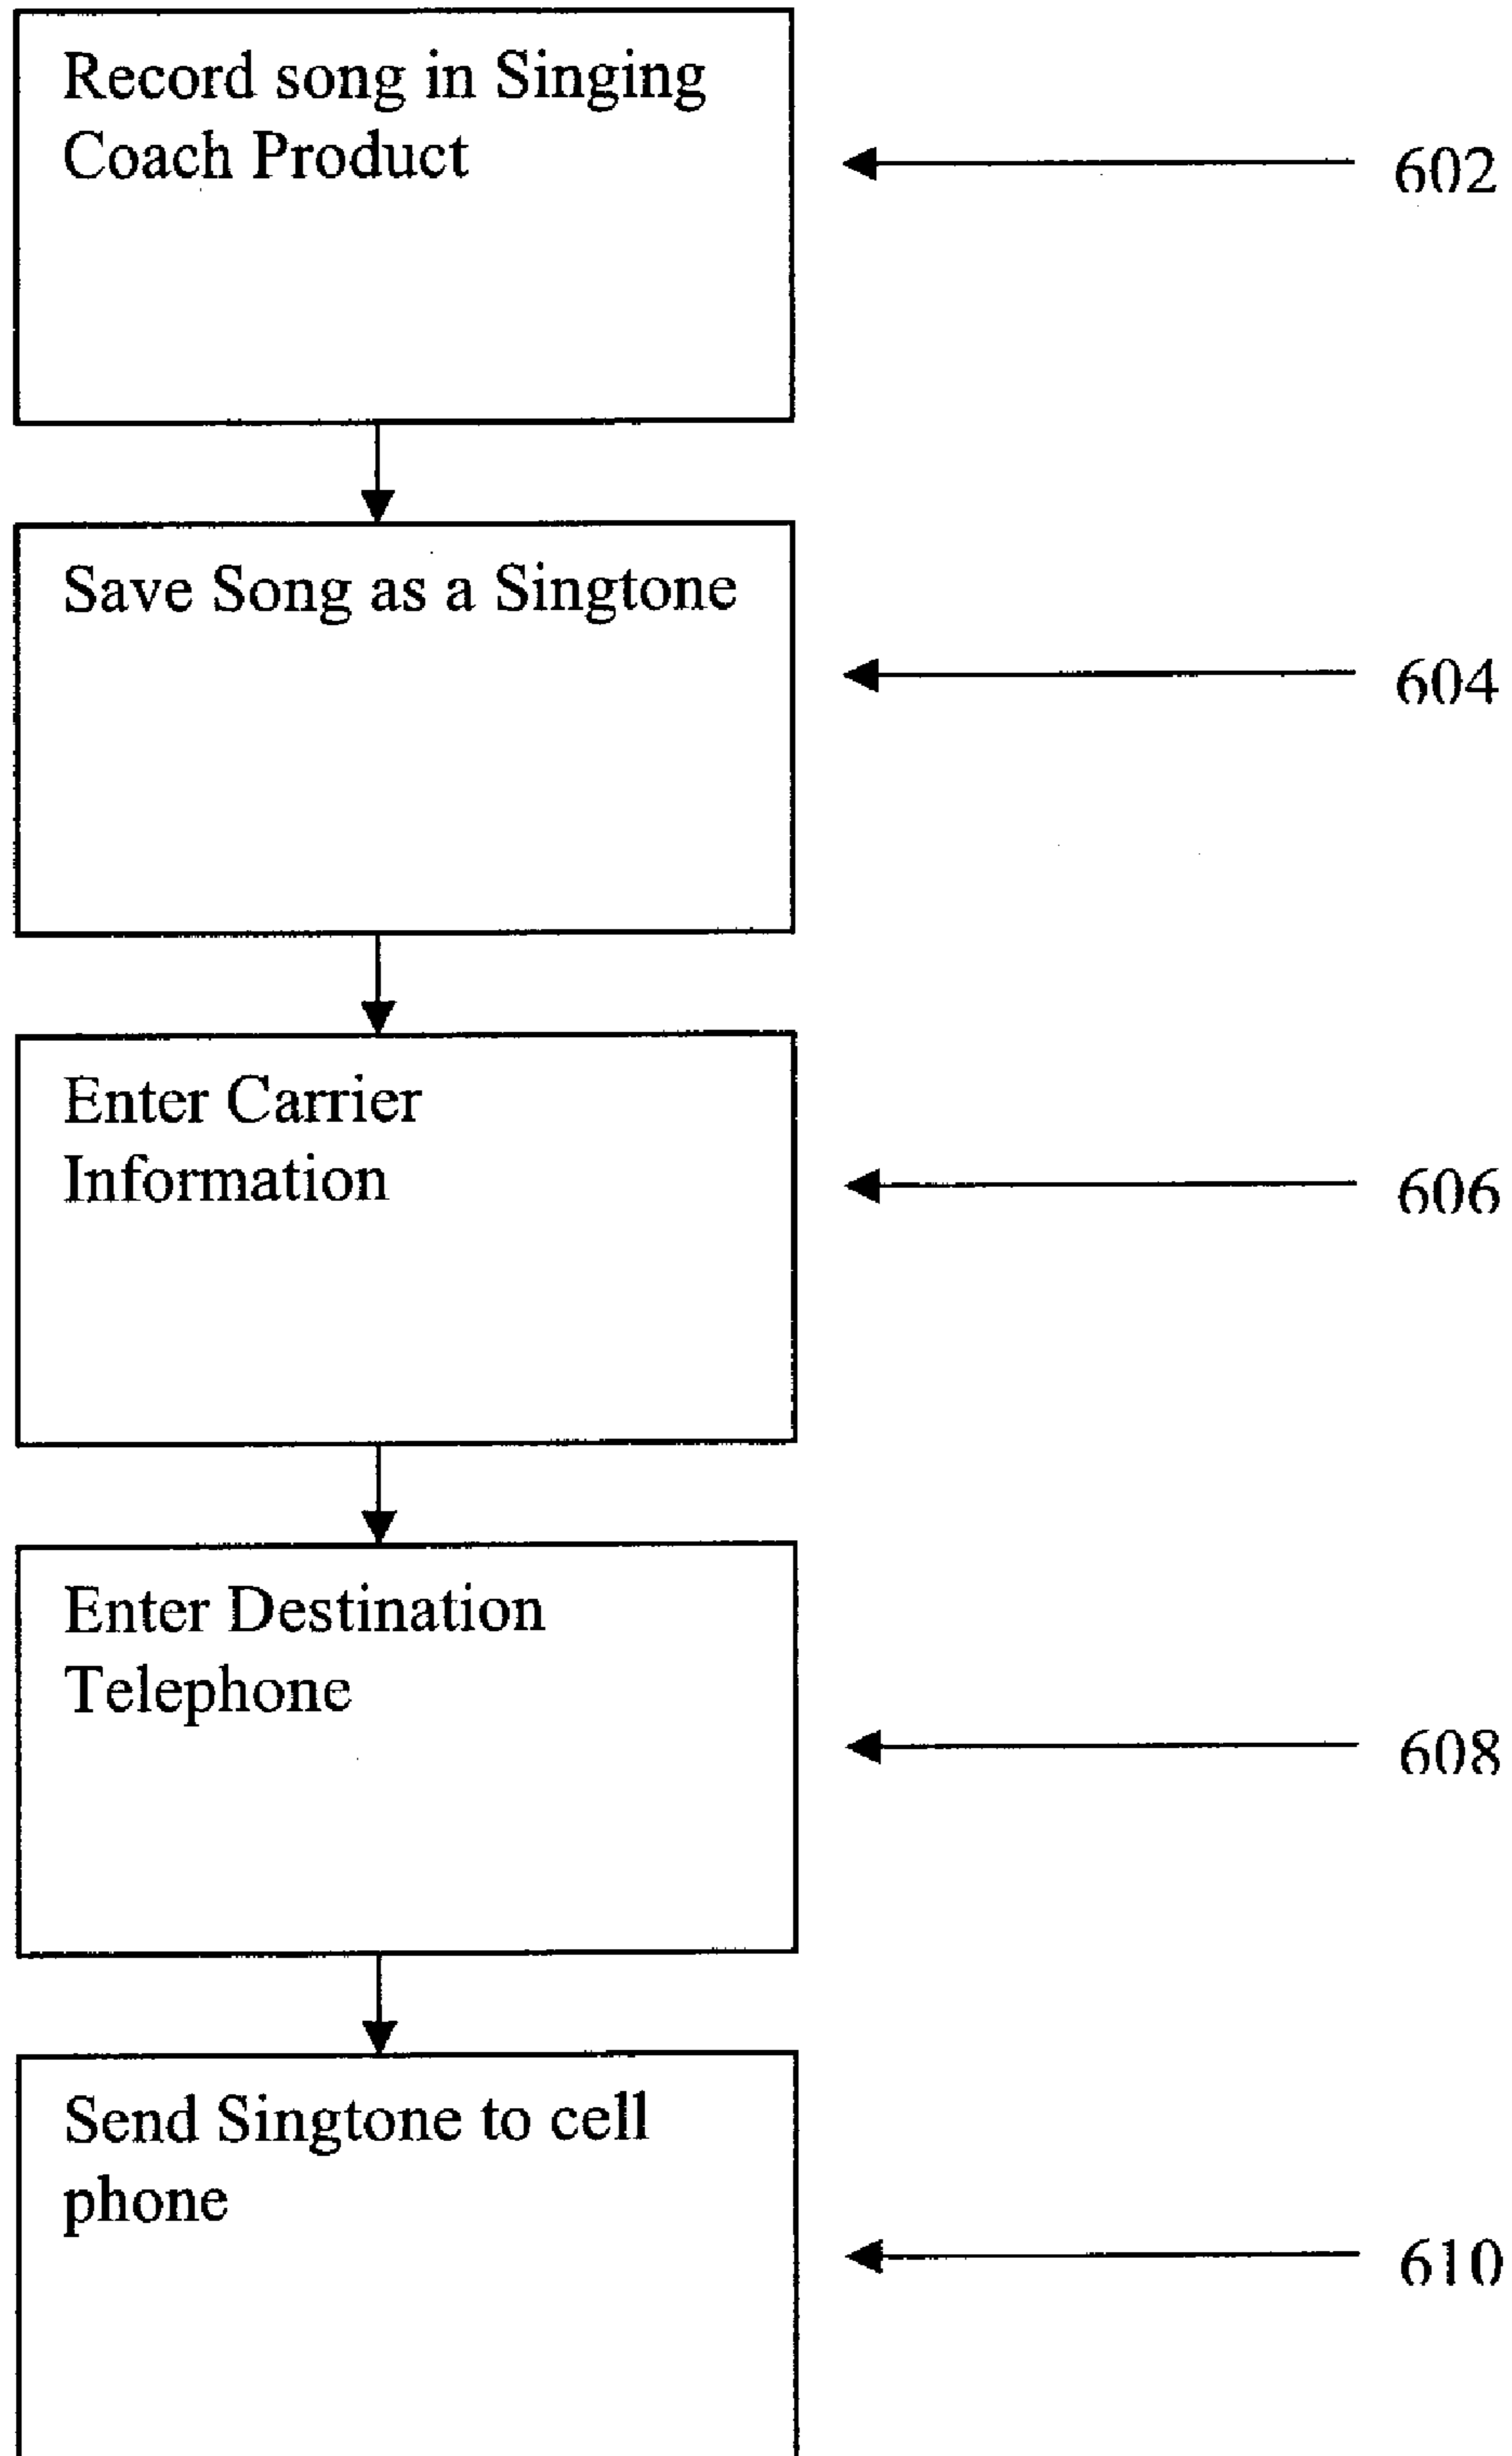 Record song in Singing
Coach Product
602
Save Song as a Singtone
604
Enter Carrier
Information
606
Enter Destination
Telephone
608
Send Singtone to cell
phone
610